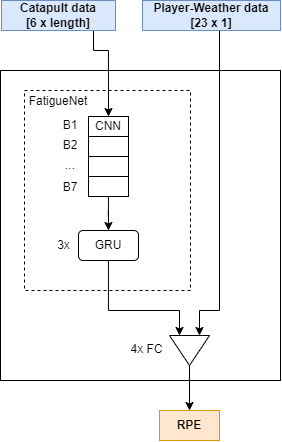 Catapult data
[6 x length]
Player-Weather data
[23 x 1]
FatigueNet
B1
CNN
B2
...
B7
3x
GRU
4x FC
RPE